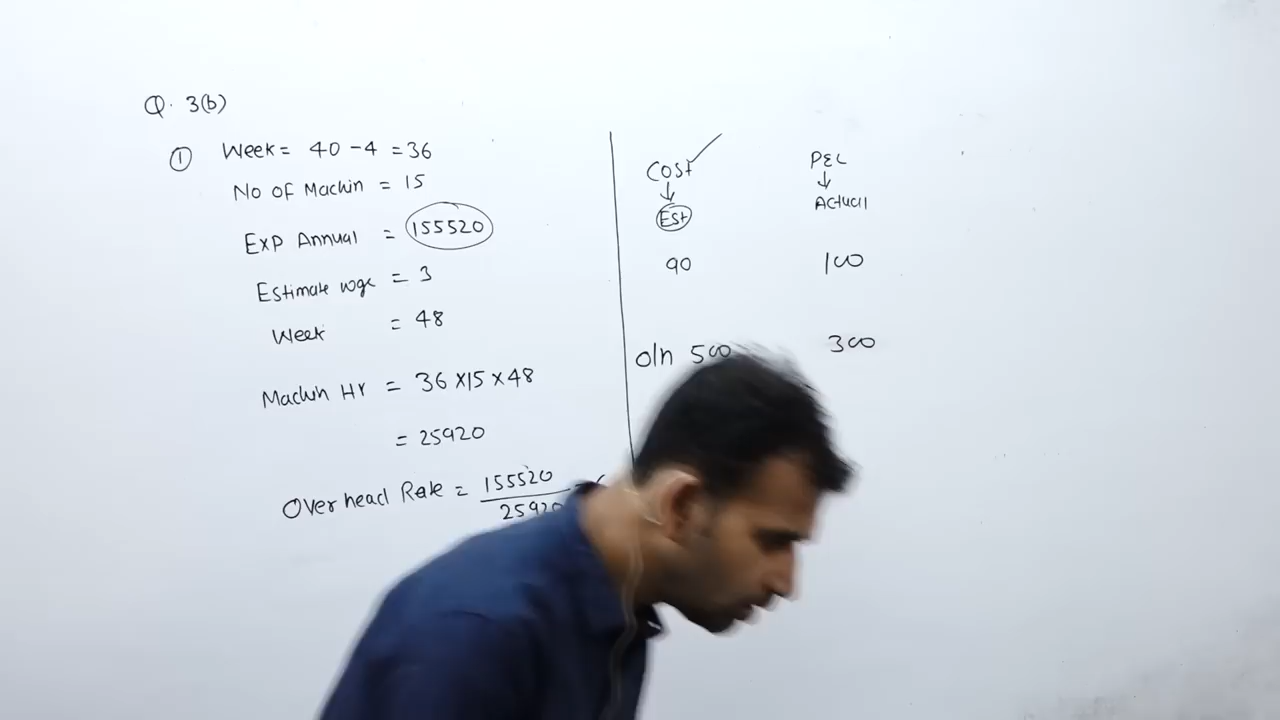 Q. 3(b)
① Week = 40 - 4 = 36
No of Machin = 15
Exp Annual = 155520
Estimate wge = 3
Week = 48
Machin Hr = 36 x 15 x 48
= 25920
Over head Rate = 155520
25920
Cost
Est
90
o/h 500
P&L
Actual
100
300